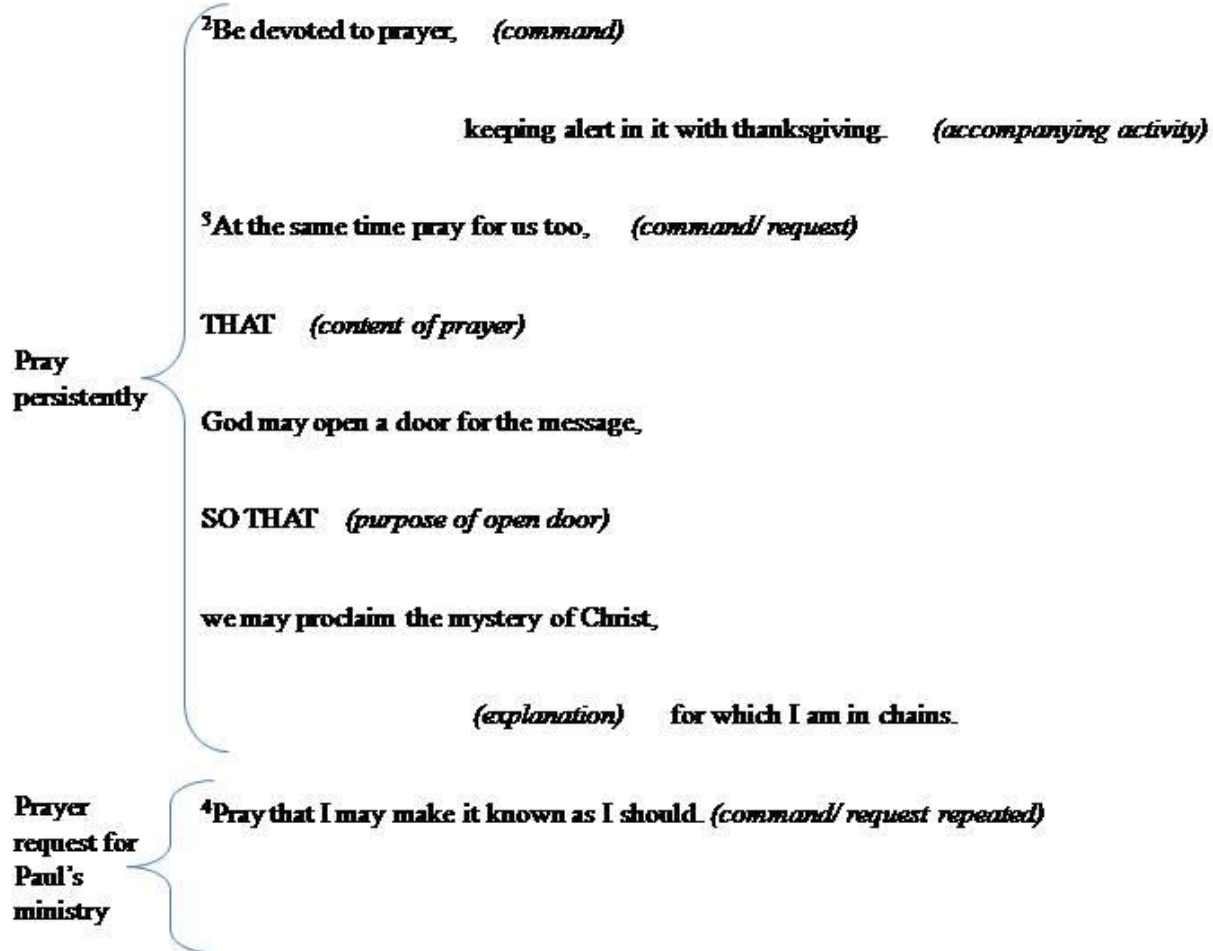 ²Be devoted to prayer, (command)
keeping alert in it with thanksgiving. (accompanying activity)
³At the same time pray for us too, (command/ request)
THAT (content of prayer)
Pray
persistently
God may open a door for the message,
SO THAT (purpose of open door)
we may proclaim the mystery of Christ,
(explanation) for which I am in chains.
Prayer
request for
Paul's
ministry
⁴Pray that I may make it known as I should. (command/ request repeated)